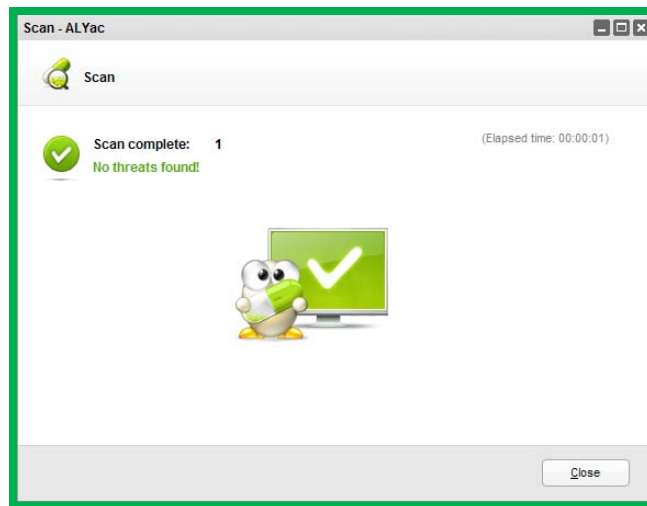 Scan - ALYac
Scan
Scan complete: 1
(Elapsed time: 00:00:01)
No threats found!
Close